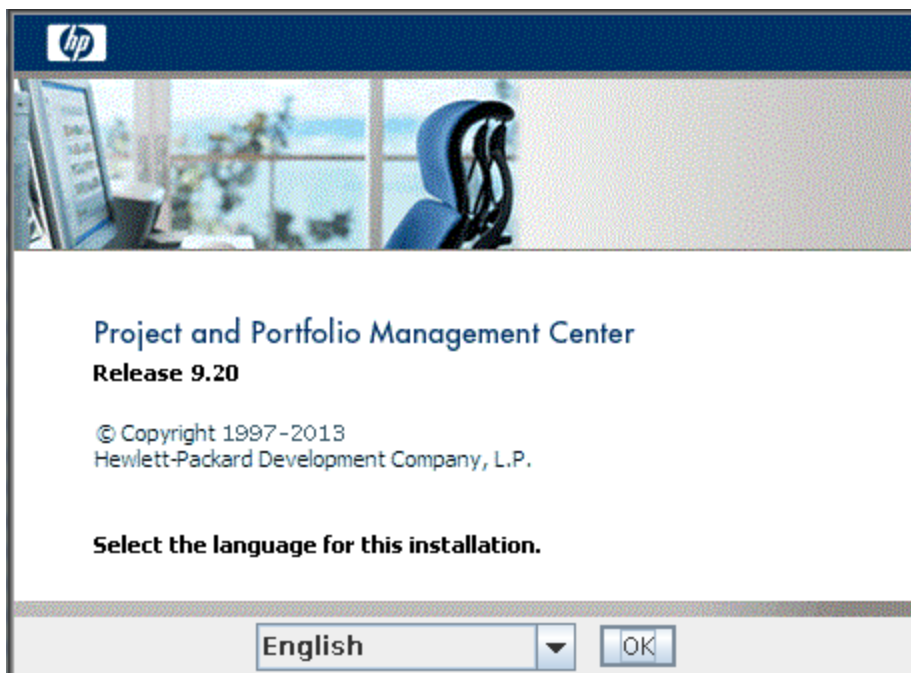 hp
Project and Portfolio Management Center
Release 9.20
© Copyright 1997-2013
Hewlett-Packard Development Company, L.P.
Select the language for this installation.
English
OK